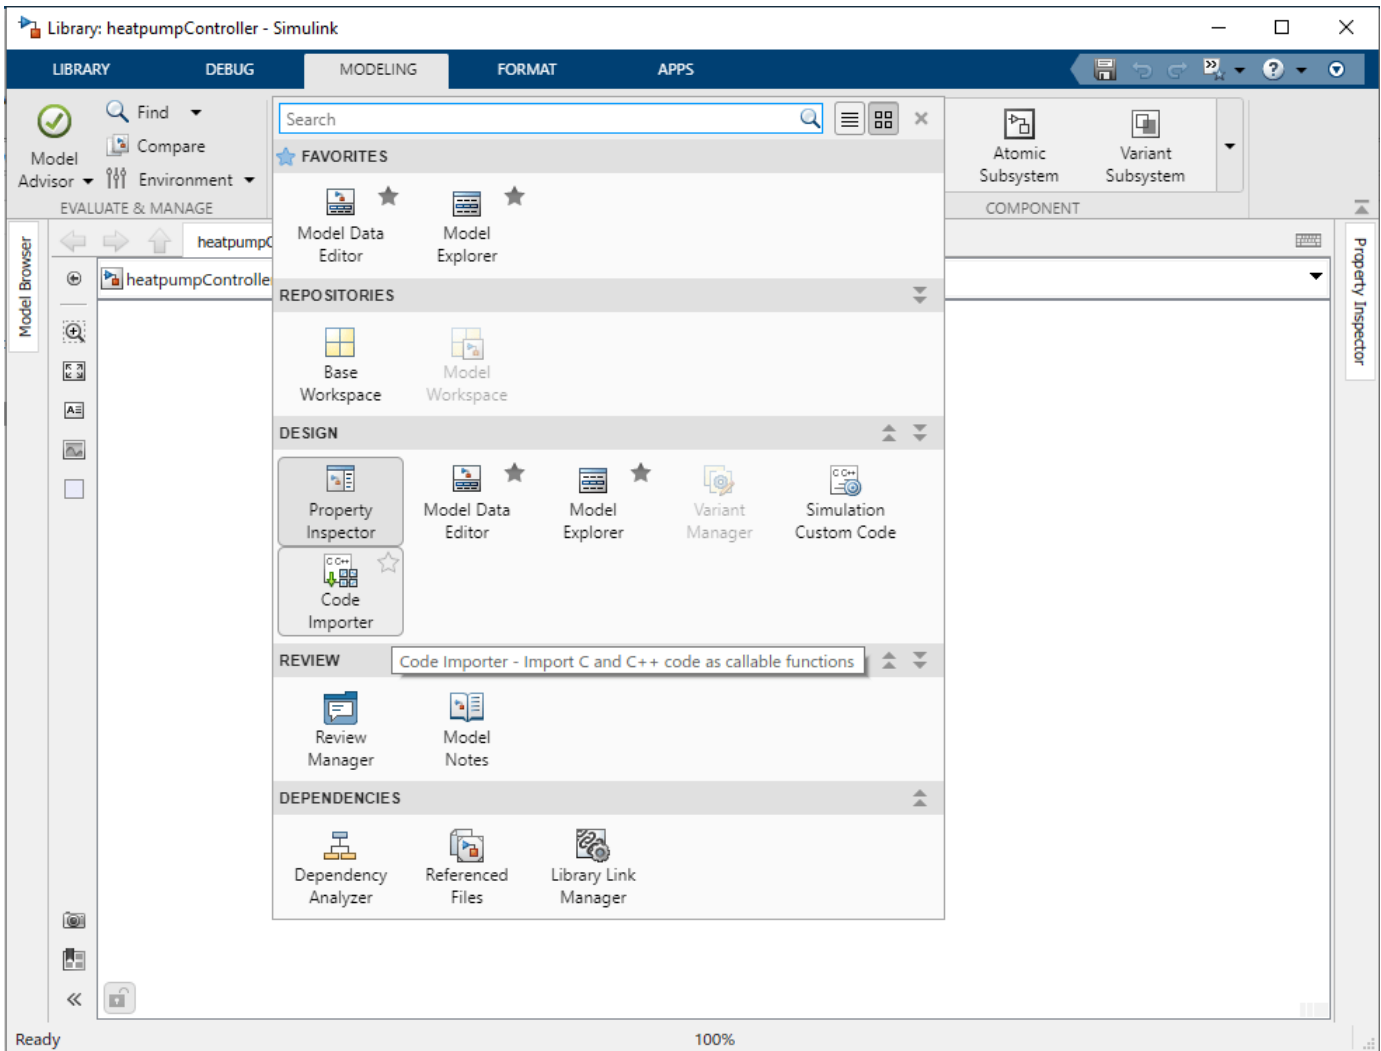 Library: heatpumpController - Simulink
LIBRARY DEBUG MODELING FORMAT APPS
Model
Advisor
Find
Compare
Environment
EVALUATE & MANAGE
Search
FAVORITES
Model Data
Editor
Model
Explorer
REPOSITORIES
Base
Workspace
Model
Workspace
DESIGN
Property
Inspector
Model Data
Editor
Model
Explorer
Variant
Manager
C C++
Simulation
Custom Code
C C++
Code
Importer
REVIEW
Code Importer - Import C and C++ code as callable functions
Review
Manager
Model
Notes
DEPENDENCIES
Dependency
Analyzer
Referenced
Files
Library Link
Manager
Atomic
Subsystem
Variant
Subsystem
COMPONENT
Model Browser
heatpumpC
heatpumpControlle
Property Inspector
Ready
100%